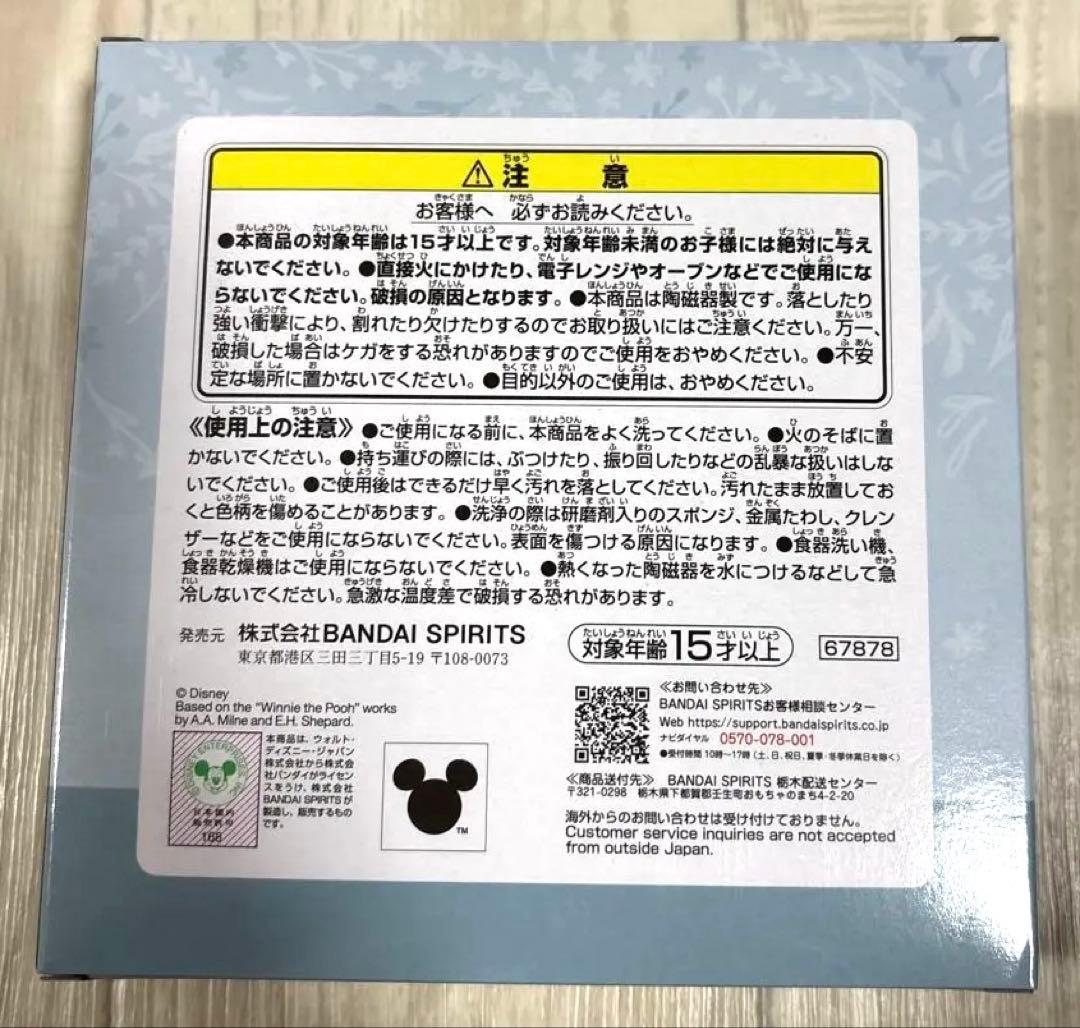 ⚠注 意
お客様へ 必ずお読みください。
●本商品の対象年齢は15才以上です。対象年齢未満のお子様には絶対に与え
ないでください。●直接火にかけたり、電子レンジやオーブンなどでご使用にな
らないでください。破損の原因となります。●本商品は陶磁器製です。落としたり
強い衝撃により、割れたり欠けたりするのでお取り扱いにはご注意ください。万一、
破損した場合はケガをする恐れがありますのでご使用をおやめください。●不安
定な場所に置かないでください。●目的以外のご使用は、おやめください。
《使用上の注意》●ご使用になる前に、本商品をよく洗ってください。●火のそばに置
かないでください。●持ち運びの際には、ぶつけたり、振り回したりなどの乱暴な扱いはしな
いでください。●ご使用後はできるだけ早く汚れを落としてください。汚れたまま放置してお
くと色柄を傷めることがあります。●洗浄の際は研磨剤入りのスポンジ、金属たわし、クレン
ザーなどをご使用にならないでください。表面を傷つける原因になります。●食器洗い機、
食器乾燥機はご使用にならないでください。●熱くなった陶磁器を水につけるなどして急
冷しないでください。急激な温度差で破損する恐れがあります。
発売元 株式会社BANDAI SPIRITS
東京都港区三田三丁目5-19 〒108-0073
対象年齢15才以上
67878
© Disney
Based on the "Winnie the Pooh" works
by A.A. Milne and E.H. Shepard.
本商品は、ウォルト・
ディズニー・ジャパン
株式会社から株式会
社バンダイがライセン
スをうけ、株式会社
BANDAI SPIRITSが
製造し、販売するもの
です。
日本国内
販売許可
168
TM
≪お問い合わせ先≫
BANDAI SPIRITSお客様相談センター
Web https://support.bandaispirits.co.jp
ナビダイヤル 0570-078-001
●受付時間 10時〜17時（土、日、祝日、夏季・冬季休業日を除く）
≪商品送付先≫ BANDAI SPIRITS 栃木配送センター
〒321-0298 栃木県下都賀郡壬生町おもちゃのまち4-2-20
海外からのお問い合わせは受け付けておりません。
Customer service inquiries are not accepted
from outside Japan.